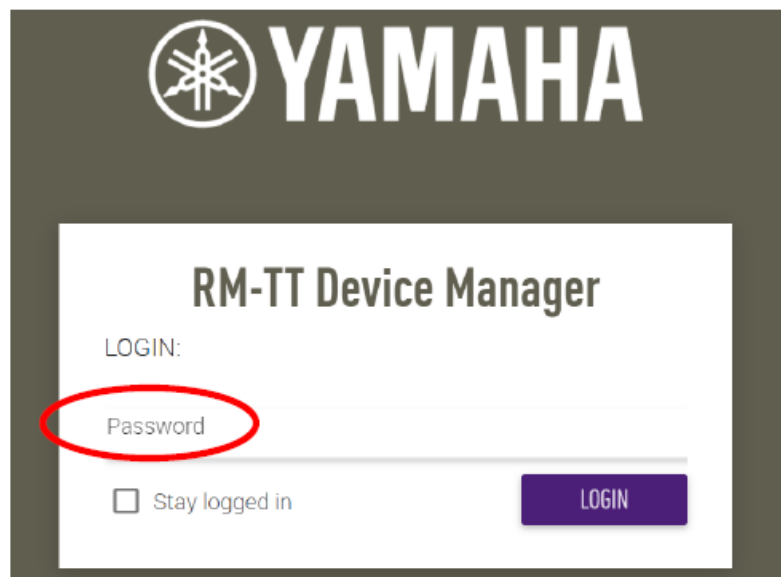 YAMAHA
RM-TT Device Manager
LOGIN:
Password
Stay logged in
LOGIN